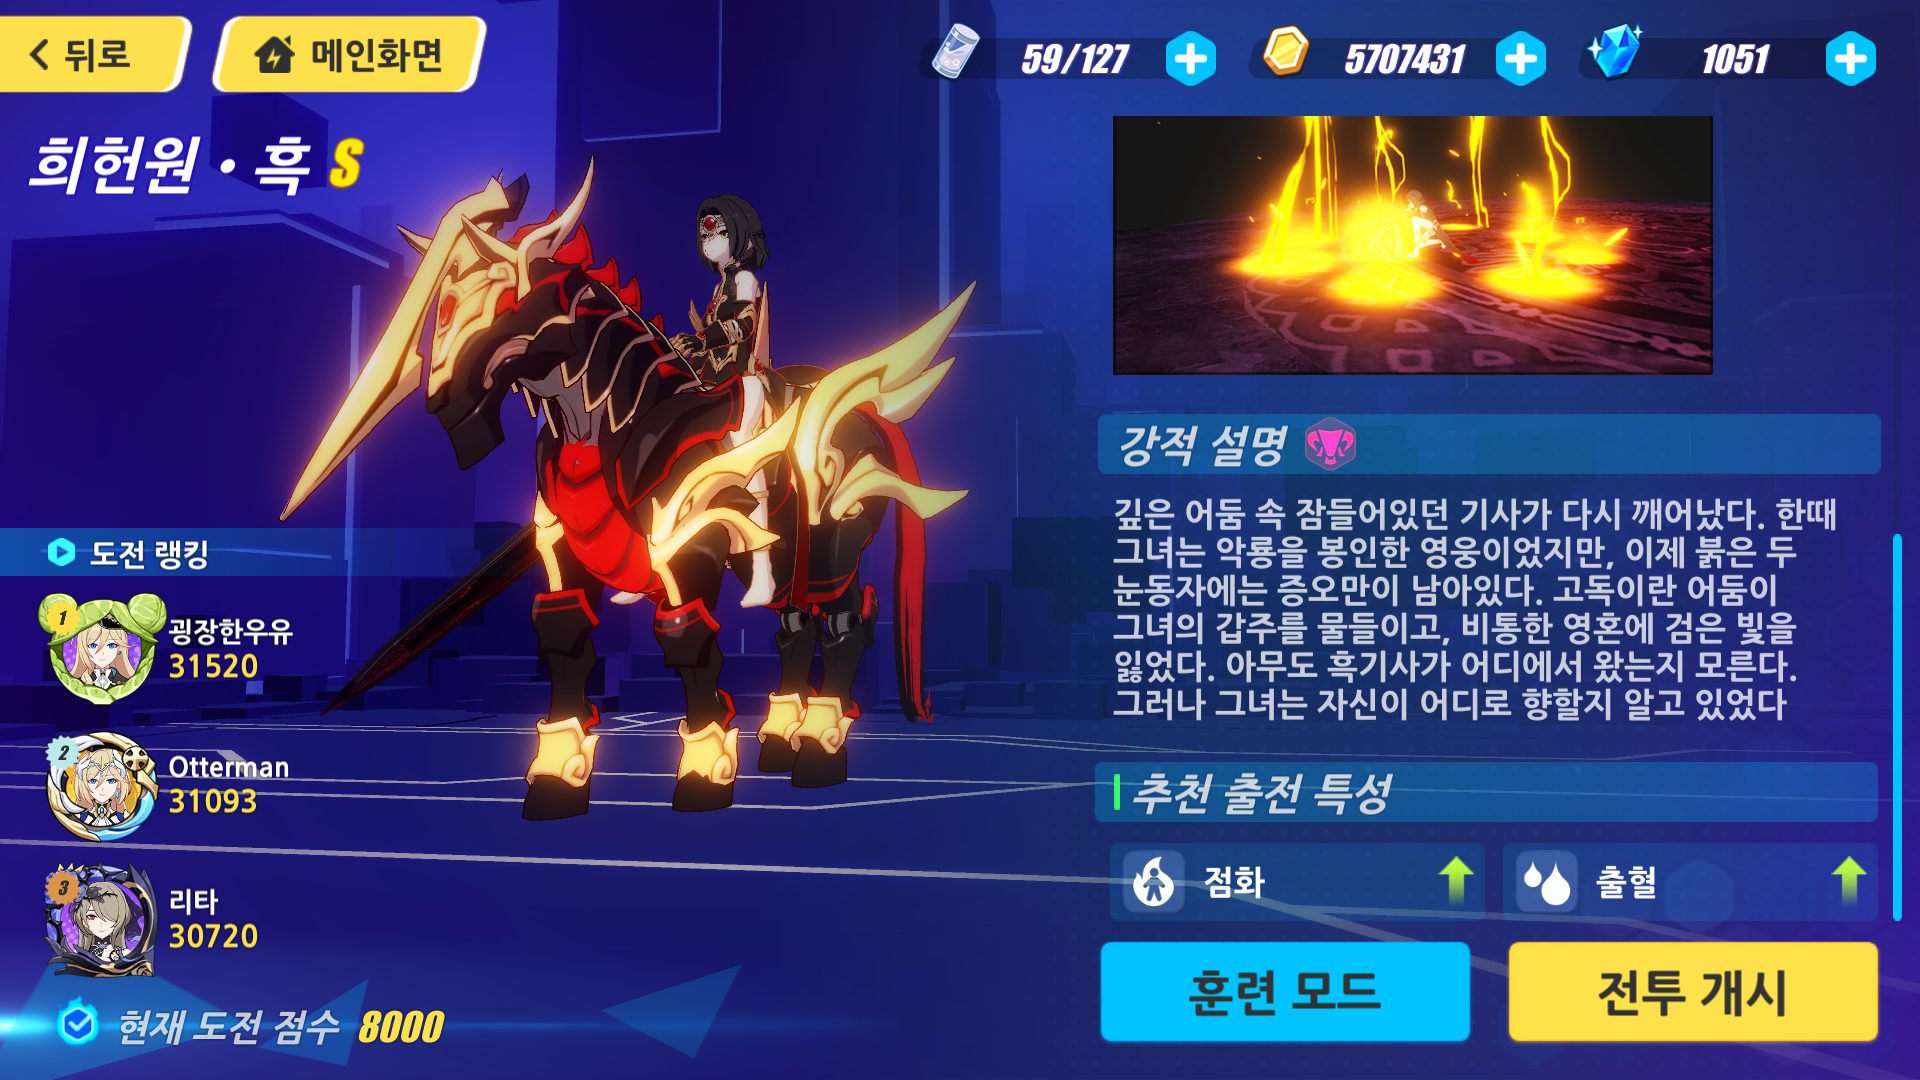 뒤로
메인화면
59/127
5707431
1051
희헌원 · 흑 S
도전 랭킹
1
굉장한우유
31520
2
Otterman
31093
3
리타
30720
현재 도전 점수 8000
강적 설명
깊은 어둠 속 잠들어있던 기사가 다시 깨어났다. 한때
그녀는 악룡을 봉인한 영웅이었지만, 이제 붉은 두
눈동자에는 증오만이 남아있다. 고독이란 어둠이
그녀의 갑주를 물들이고, 비통한 영혼에 검은 빛을
잃었다. 아무도 흑기사가 어디에서 왔는지 모른다.
그러나 그녀는 자신이 어디로 향할지 알고 있었다
추천 출전 특성
점화
출혈
훈련 모드
전투 개시